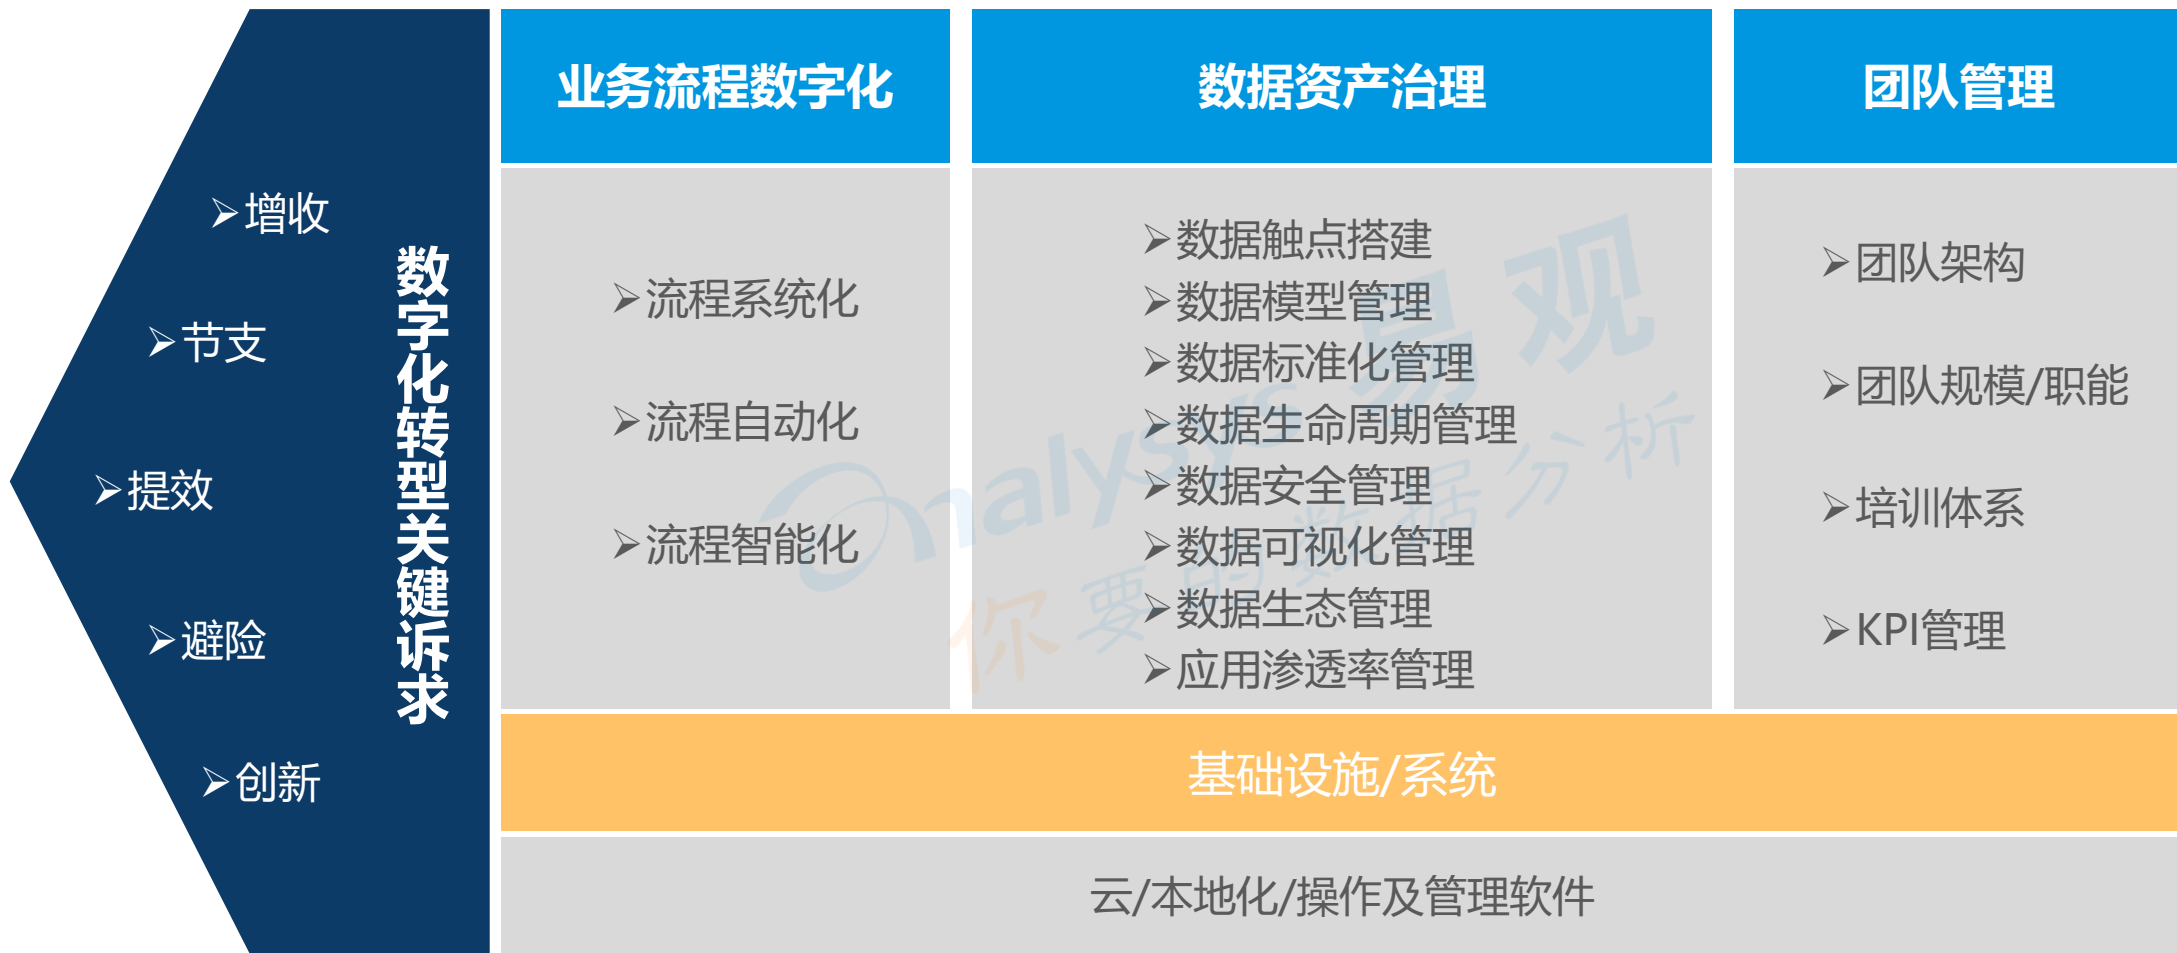 数字化转型关键诉求
➢增收
➢节支
➢提效
➢避险
➢创新
业务流程数字化
➢流程系统化
➢流程自动化
➢流程智能化
数据资产治理
➢数据触点搭建
➢数据模型管理
➢数据标准化管理
➢数据生命周期管理
➢数据安全管理
➢数据可视化管理
➢数据生态管理
➢应用渗透率管理
团队管理
➢团队架构
➢团队规模/职能
➢培训体系
➢KPI管理
基础设施/系统
云/本地化/操作及管理软件
analysys 易观
你要的数据分析